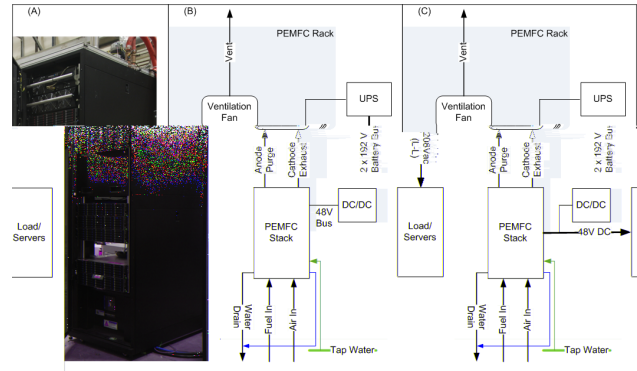 (A)
(B)
(C)
PEMFC Rack
PEMFC Rack
Vent
Vent
Ventilation
Fan
UPS
Ventilation
Fan
UPS
Anode
Purge
Cathode
Exhaust
2 x 192 V
Battery Bus
208Vac
(L-L)
Anode
Purge
Cathode
Exhaust
2 x 192 V
Battery Bus
Load/
Servers
PEMFC
Stack
48V
Bus
DC/DC
Load/
Servers
PEMFC
Stack
DC/DC
48V DC
Water
Drain
Fuel In
Air In
Tap Water
Water
Drain
Fuel In
Air In
Tap Water